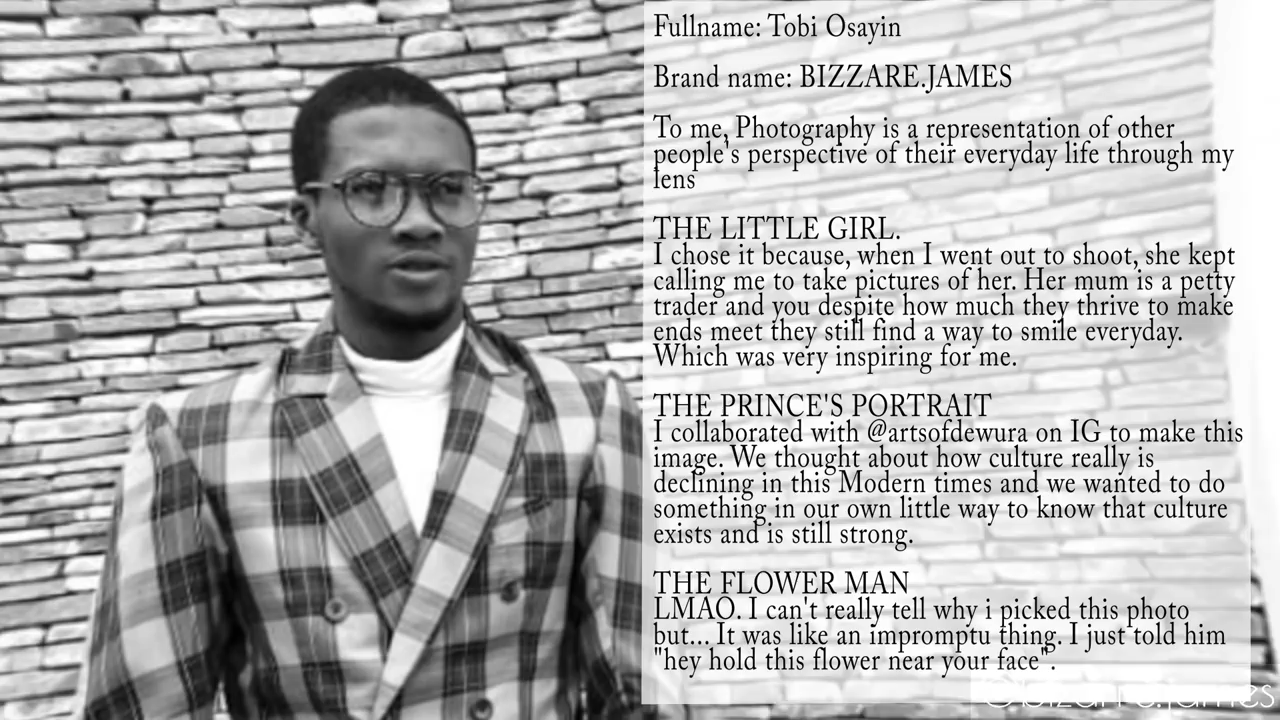 Fullname: Tobi Osayin
Brand name: BIZZARE.JAMES
To me, Photography is a representation of other
people's perspective of their everyday life through my
lens
THE LITTLE GIRL.
I chose it because, when I went out to shoot, she kept
calling me to take pictures of her. Her mum is a petty
trader and you despite how much they thrive to make
ends meet they still find a way to smile everyday.
Which was very inspiring for me.
THE PRINCE'S PORTRAIT
I collaborated with @artsofdewura on IG to make this
image. We thought about how culture really is
declining in this Modern times and we wanted to do
something in our own little way to know that culture
exists and is still strong.
THE FLOWER MAN
LMAO. I can't really tell why i picked this photo
but... It was like an impromptu thing. I just told him
"hey hold this flower near your face".